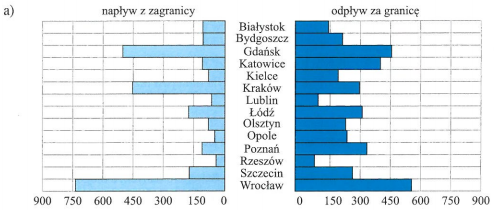 a)
napływ z zagranicy
odpływ za granicę
Białystok
Bydgoszcz
Gdańsk
Katowice
Kielce
Kraków
Lublin
Łódź
Olsztyn
Opole
Poznań
Rzeszów
Szczecin
Wrocław
900 750 600 450 300 150 0
0 150 300 450 600 750 900